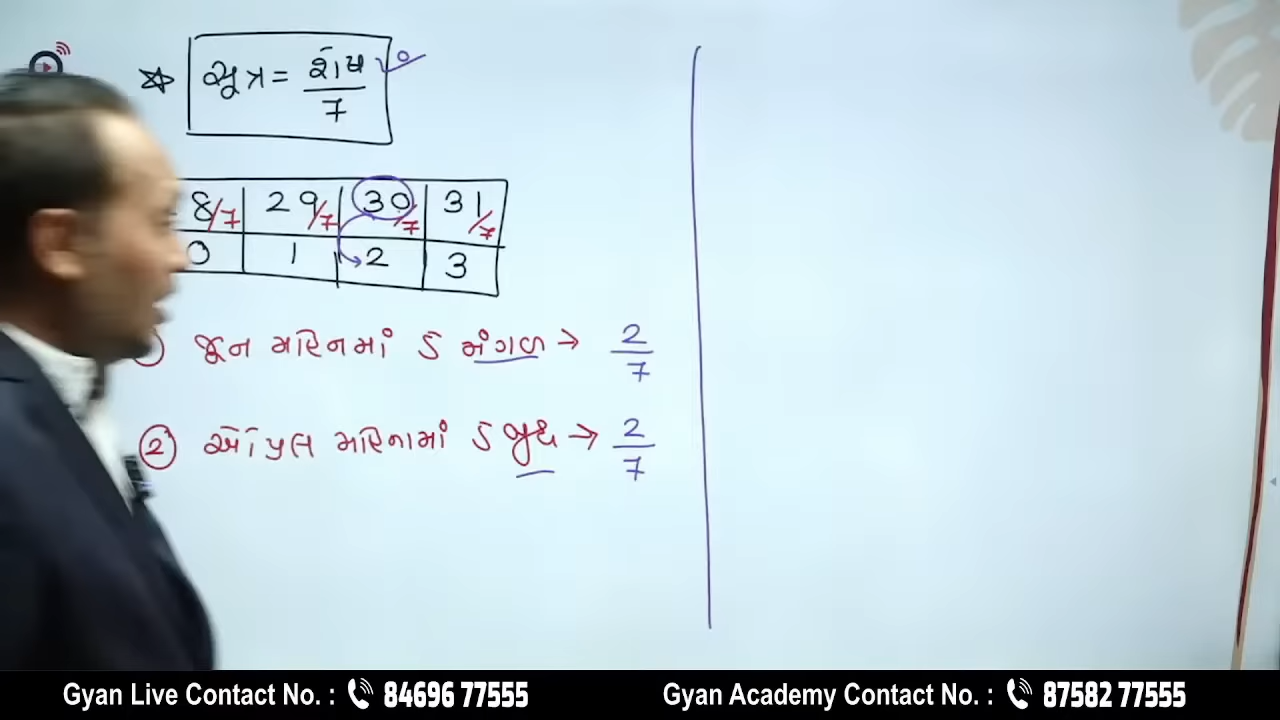 સૂત્ર = શેષ / 7
8/7 29/7 30/7 31/7
0 1 2 3
જૂન મહિનમાં 5 મંગળ → 2/7
② એપ્રિલ મહિનામાં 5 બુધ → 2/7
Gyan Live Contact No. : 84696 77555 Gyan Academy Contact No. : 87582 77555